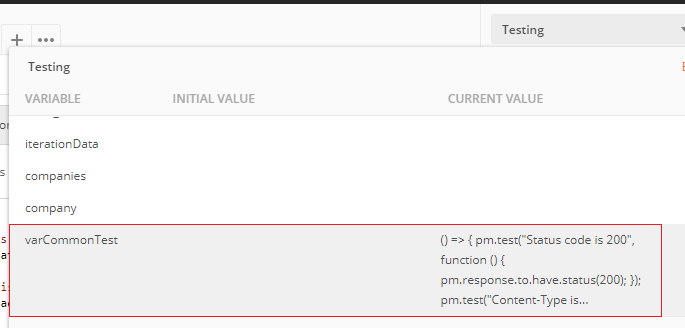 + •••
Testing
Testing
VARIABLE INITIAL VALUE CURRENT VALUE
iterationData
companies
company
varCommonTest
() => { pm.test("Status code is 200",
function () {
pm.response.to.have.status(200); });
pm.test("Content-Type is...